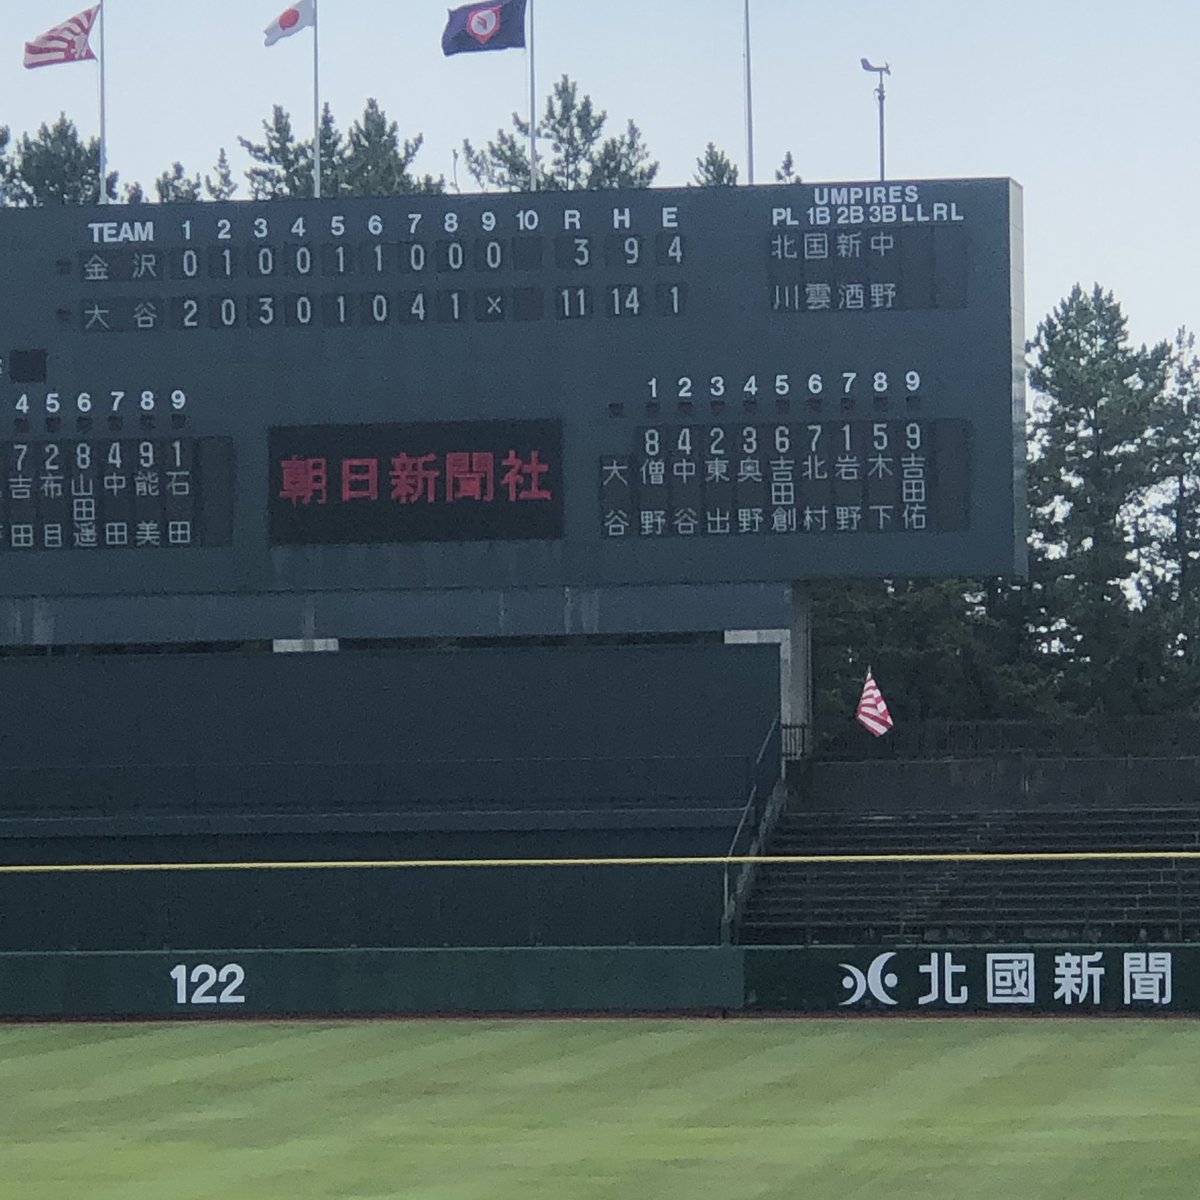 UMPIRES
TEAM 1 2 3 4 5 6 7 8 9 10 R H E PL 1B 2B 3B LL RL
金沢 0 1 0 0 1 1 0 0 0 3 9 4 北 国 新 中
大谷 2 0 3 0 1 0 4 1 × 11 14 1 川 雲 酒 野
4 5 6 7 8 9
7 2 8 4 9 1
吉田 布目 山田遥 中田 能美 石田
朝日新聞社
1 2 3 4 5 6 7 8 9
8 4 2 3 6 7 1 5 9
大谷 僧野 中谷 東出 奥野 吉田創 北村 岩野 木下 吉田佑
122
北國新聞